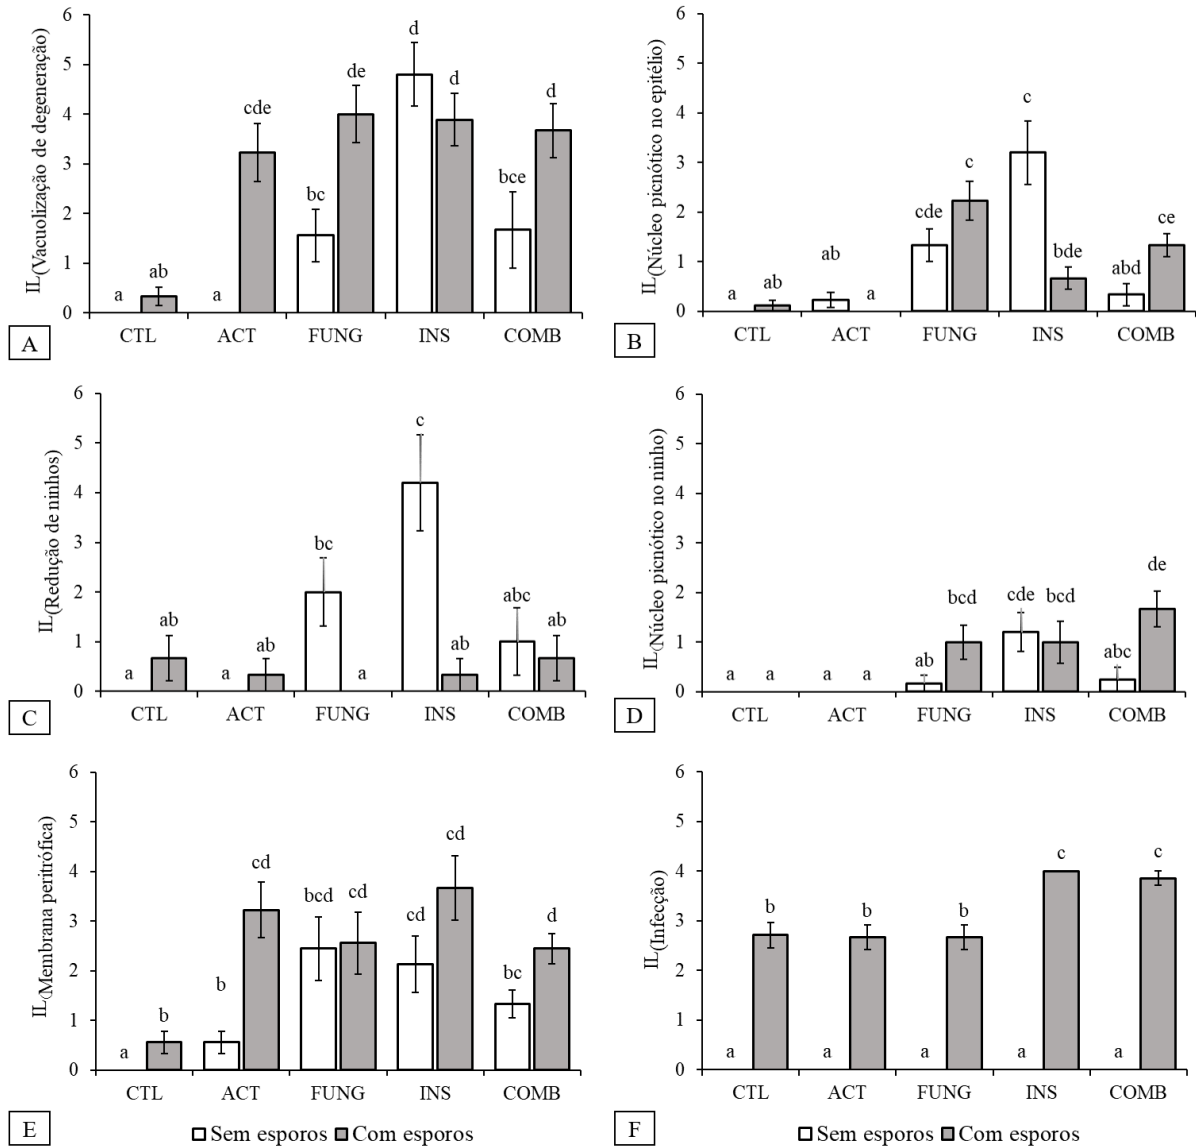 6
5
4
3
2
1
0
IL(Vacuolização de degeneração)
a ab a cde bc de d d bce d
CTL ACT FUNG INS COMB
A
6
5
4
3
2
1
0
IL(Núcleo picnótico no epitélio)
a ab ab a cde c c bde abd ce
CTL ACT FUNG INS COMB
B
6
5
4
3
2
1
0
IL(Redução de ninhos)
a ab a ab bc a c ab abc ab
CTL ACT FUNG INS COMB
C
6
5
4
3
2
1
0
IL(Núcleo picnótico no ninho)
a a a a ab bcd cde bcd abc de
CTL ACT FUNG INS COMB
D
6
5
4
3
2
1
0
IL(Membrana peritrófica)
a b b cd bcd cd cd cd bc d
CTL ACT FUNG INS COMB
E
Sem esporos Com esporos
6
5
4
3
2
1
0
IL(Infecção)
a b a b a b a c a c
CTL ACT FUNG INS COMB
F
Sem esporos Com esporos